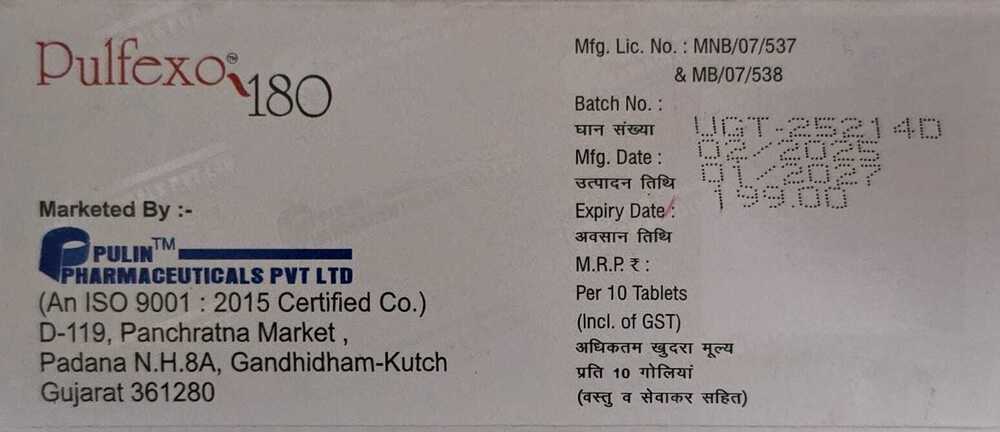 Pulfexo™ 180
Marketed By :-
PULIN™
PHARMACEUTICALS PVT LTD
(An ISO 9001 : 2015 Certified Co.)
D-119, Panchratna Market ,
Padana N.H.8A, Gandhidham-Kutch
Gujarat 361280
Mfg. Lic. No. : MNB/07/537
& MB/07/538
Batch No. :
घान संख्या UGT-25214D
Mfg. Date : 02/2025
उत्पादन तिथि 01/2027
Expiry Date : 199.00
अवसान तिथि
M.R.P. ₹ :
Per 10 Tablets
(Incl. of GST)
अधिकतम खुदरा मूल्य
प्रति 10 गोलियां
(वस्तु व सेवाकर सहित)